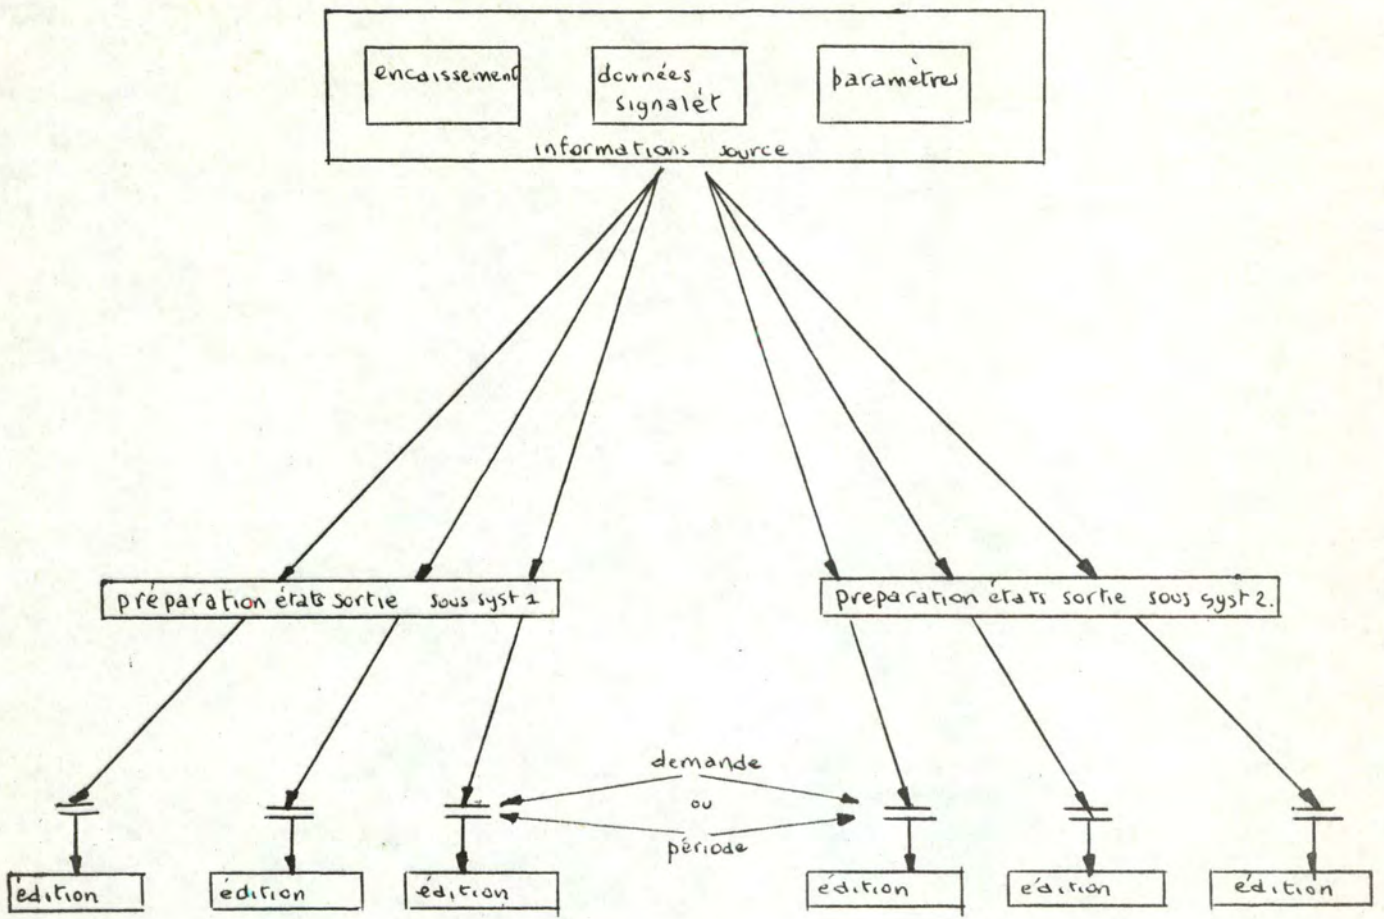 encaissement
données
signalét
paramètres
informations source
préparation états sortie sous syst 1
preparation états sortie sous syst 2.
demande
ou
période
édition
édition
édition
édition
édition
édition